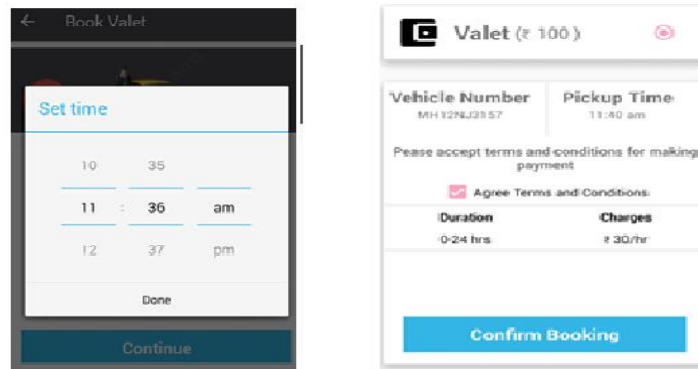 Book Valet
Set time
10 35
11 : 36 am
12 37 pm
Done
Continue
Valet (₹ 100)
Vehicle Number Pickup Time
MH12NJ3157 11:40 am
Pease accept terms and conditions for making
payment
Agree Terms and Conditions
Duration Charges
0-24 hrs ₹ 30/hr
Confirm Booking